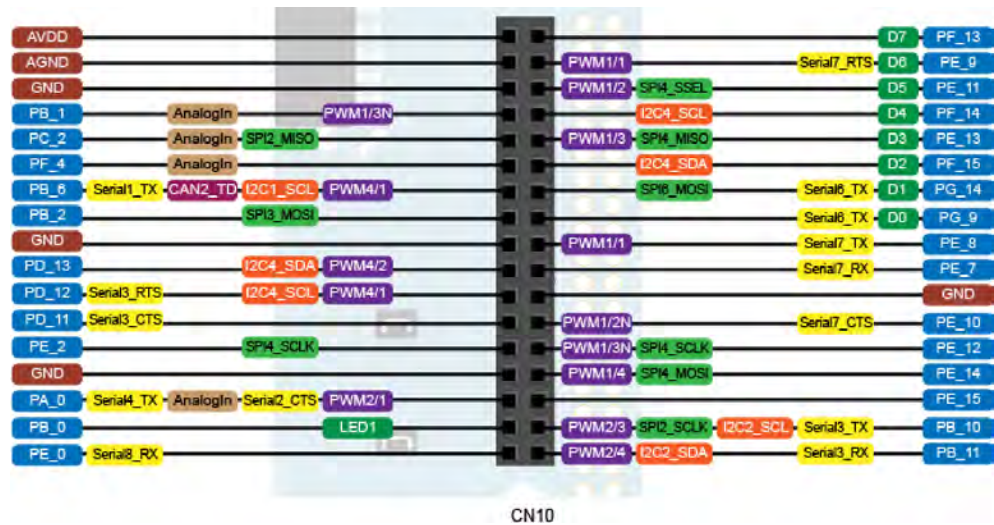 AVDD D7 PF_13
AGND PWM1/1 Serial7_RTS D6 PE_9
GND PWM1/2 SPI4_SSEL D5 PE_11
PB_1 AnalogIn PWM1/3N I2C4_SCL D4 PF_14
PC_2 AnalogIn SPI2_MISO PWM1/3 SPI4_MISO D3 PE_13
PF_4 AnalogIn I2C4_SDA D2 PF_15
PB_6 Serial1_TX CAN2_TD I2C1_SCL PWM4/1 SPI6_MOSI Serial6_TX D1 PG_14
PB_2 SPI3_MOSI Serial6_TX D0 PG_9
GND PWM1/1 Serial7_TX PE_8
PD_13 I2C4_SDA PWM4/2 Serial7_RX PE_7
PD_12 Serial3_RTS I2C4_SCL PWM4/1 GND
PD_11 Serial3_CTS PWM1/2N Serial7_CTS PE_10
PE_2 SPI4_SCLK PWM1/3N SPI4_SCLK PE_12
GND PWM1/4 SPI4_MOSI PE_14
PA_0 Serial4_TX AnalogIn Serial2_CTS PWM2/1 PE_15
PB_0 LED1 PWM2/3 SPI2_SCLK I2C2_SCL Serial3_TX PB_10
PE_0 Serial8_RX PWM2/4 I2C2_SDA Serial3_RX PB_11
CN10